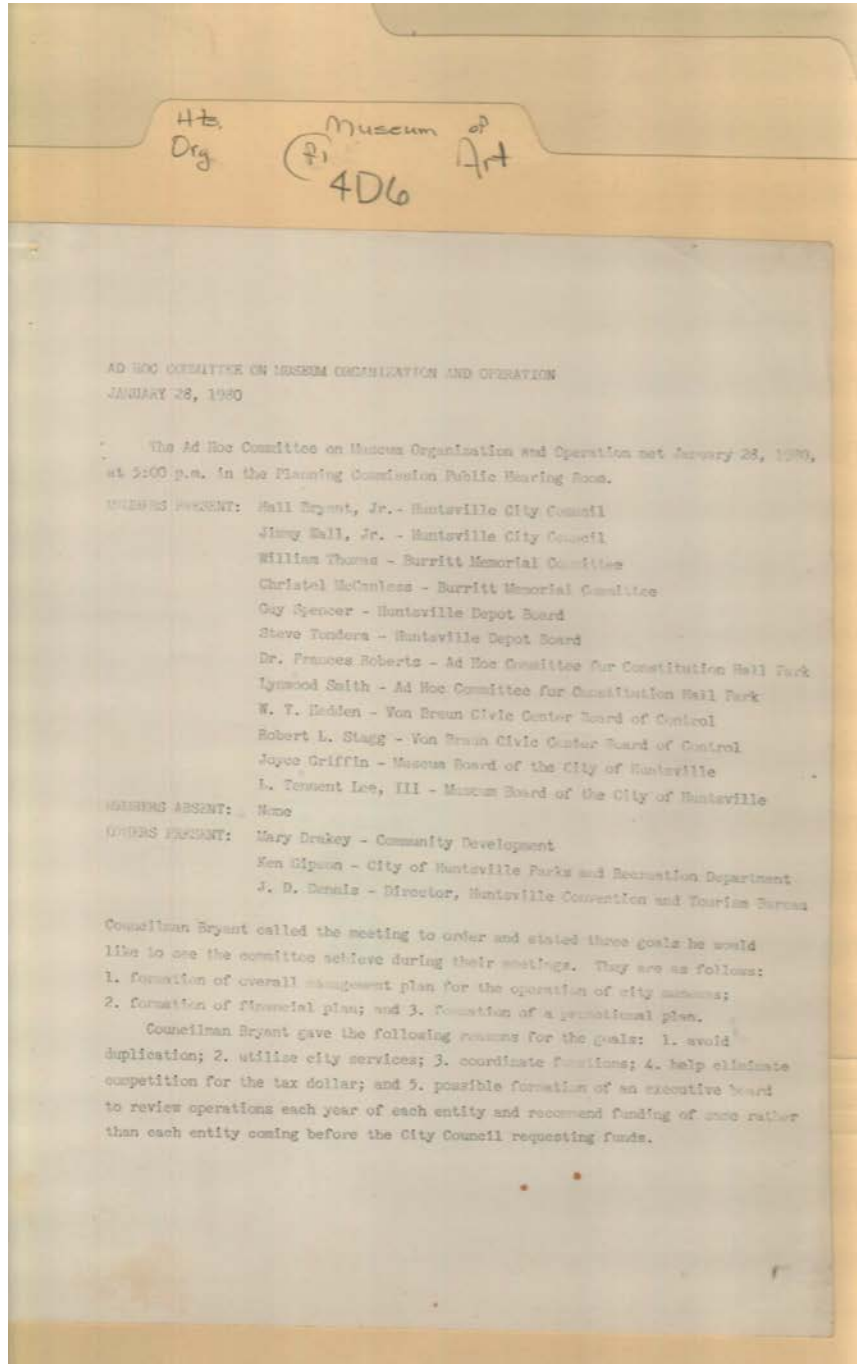 Hts. Museum of
Org Art
4D6
AD HOC COMMITTEE ON MUSEUM ORGANIZATION AND OPERATION
JANUARY 28, 1980
The Ad Hoc Committee on Museum Organization and Operation met January 28, 1980,
at 5:00 p.m. in the Planning Commission Public Hearing Room.
MEMBERS PRESENT: Hall Bryant, Jr.- Huntsville City Council
Jimmy Wall, Jr. - Huntsville City Council
William Thomas - Burritt Memorial Committee
Christel McCanless - Burritt Memorial Committee
Guy Spencer - Huntsville Depot Board
Steve Tondera - Huntsville Depot Board
Dr. Frances Roberts - Ad Hoc Committee for Constitution Hall Park
Lynwood Smith - Ad Hoc Committee for Constitution Hall Park
W. T. Hedden - Von Braun Civic Center Board of Control
Robert L. Stagg - Von Braun Civic Center Board of Control
Joyce Griffin - Museum Board of the City of Huntsville
L. Tennent Lee, III - Museum Board of the City of Huntsville
MEMBERS ABSENT: None
OTHERS PRESENT: Mary Drakey - Community Development
Ken Gipson - City of Huntsville Parks and Recreation Department
J. D. Dennis - Director, Huntsville Convention and Tourism Bureau
Councilman Bryant called the meeting to order and stated three goals he would
like to see the committee achieve during their meetings. They are as follows:
1. formation of overall management plan for the operation of city museums;
2. formation of financial plan; and 3. formation of a promotional plan.
Councilman Bryant gave the following reasons for the goals: 1. avoid
duplication; 2. utilize city services; 3. coordinate functions; 4. help eliminate
competition for the tax dollar; and 5. possible formation of an executive board
to review operations each year of each entity and recommend funding of same rather
than each entity coming before the City Council requesting funds.